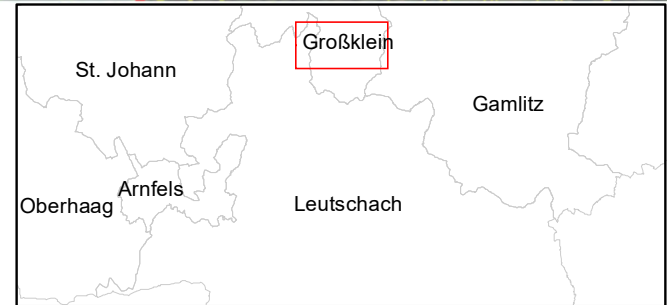 Großklein
St. Johann
Gamlitz
Arnfels
Oberhaag
Leutschach